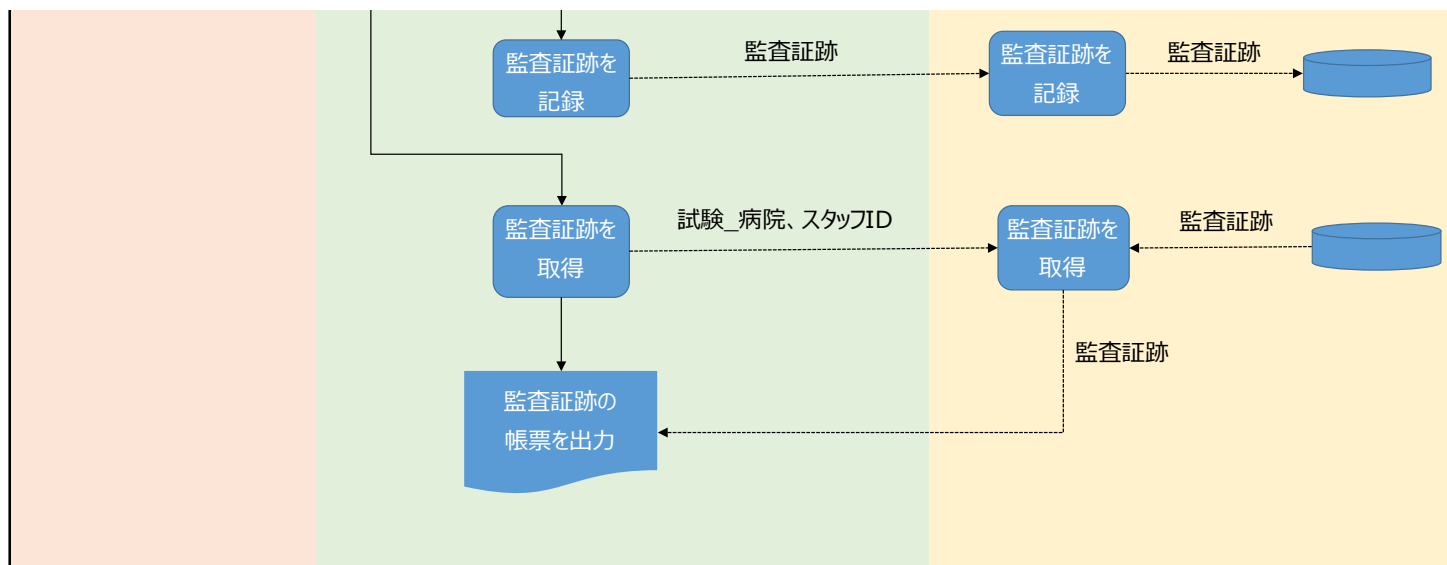 監査証跡を
記録
監査証跡
監査証跡を
記録
監査証跡
監査証跡を
取得
試験_病院、スタッフID
監査証跡を
取得
監査証跡
監査証跡
監査証跡の
帳票を出力